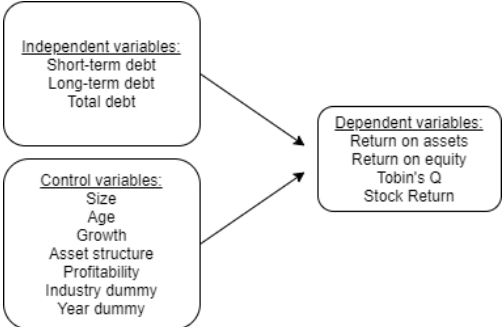 Independent variables:
Short-term debt
Long-term debt
Total debt
Control variables:
Size
Age
Growth
Asset structure
Profitability
Industry dummy
Year dummy
Dependent variables:
Return on assets
Return on equity
Tobin's Q
Stock Return